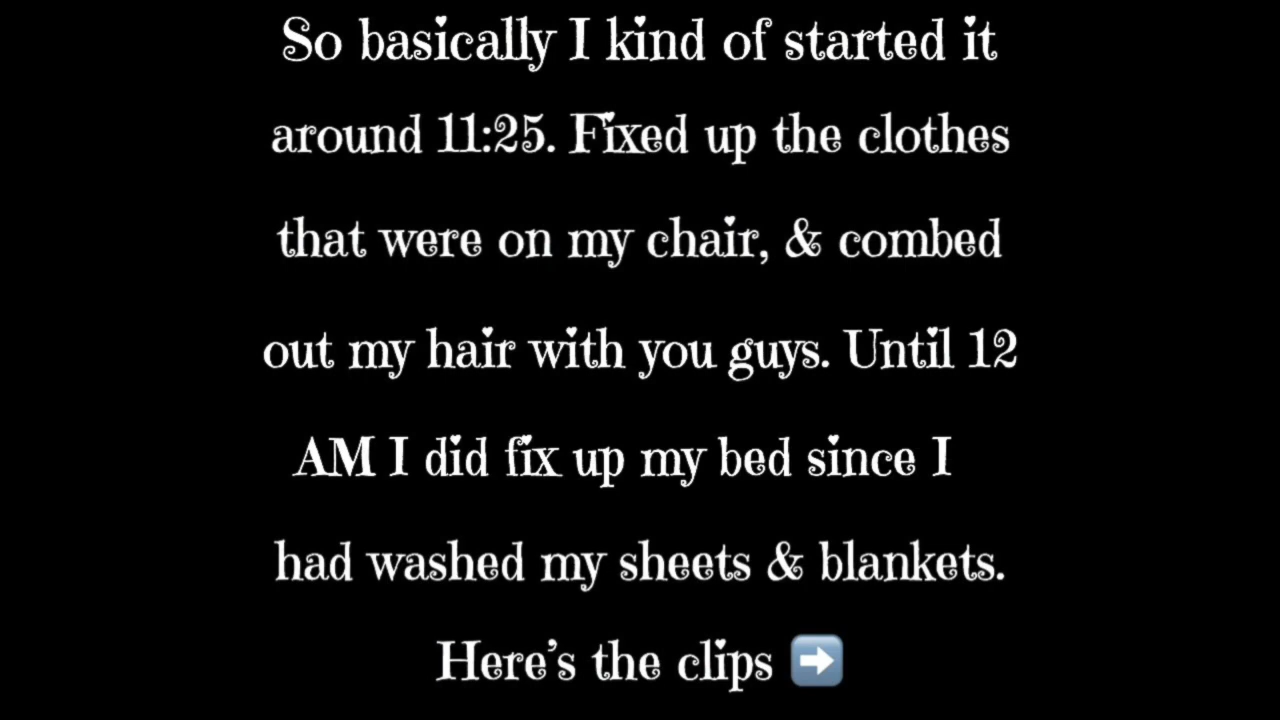 So basically I kind of started it
around 11:25. Fixed up the clothes
that were on my chair, & combed
out my hair with you guys. Until 12
AM I did fix up my bed since I
had washed my sheets & blankets.
Here's the clips ➡️